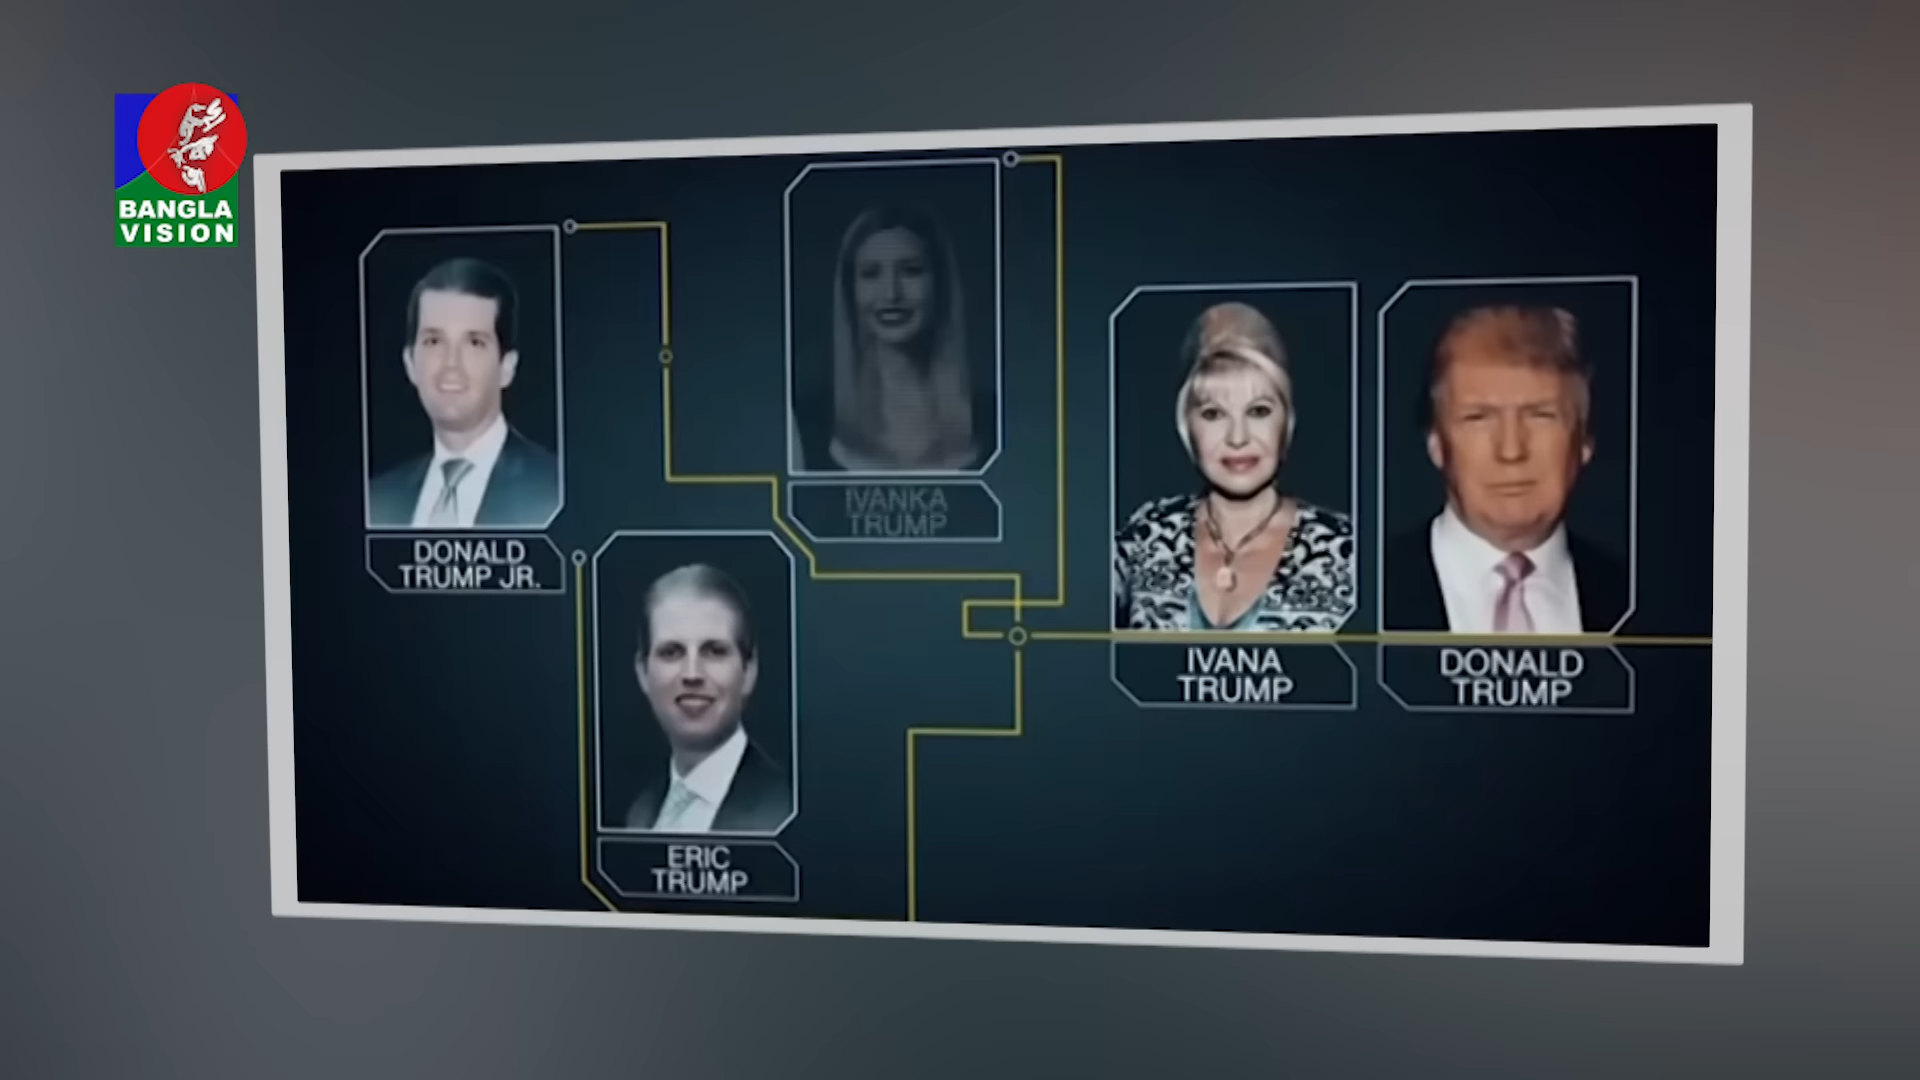 BANGLA
VISION
DONALD
TRUMP JR.
IVANKA
TRUMP
ERIC
TRUMP
IVANA
TRUMP
DONALD
TRUMP